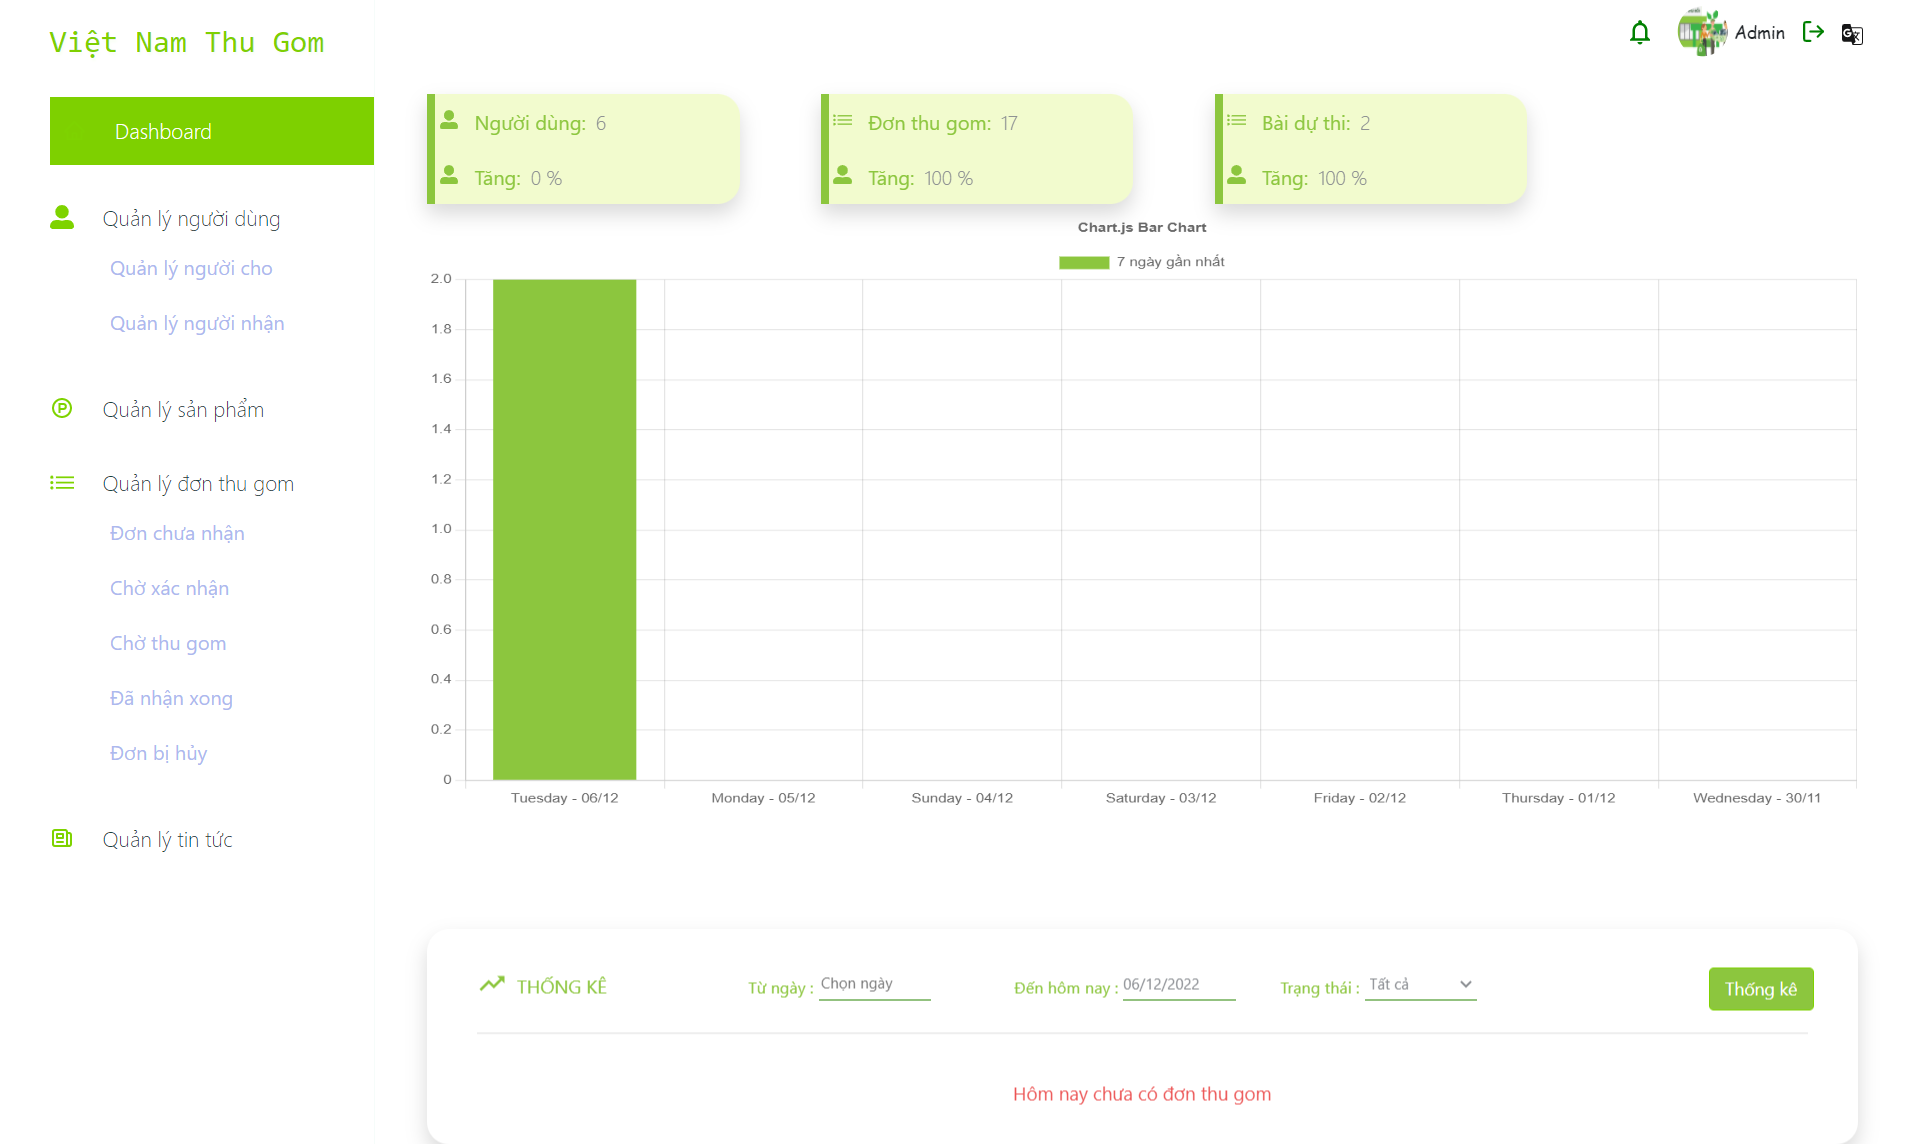 Việt Nam Thu Gom
Admin
Dashboard
Quản lý người dùng
Quản lý người cho
Quản lý người nhận
Quản lý sản phẩm
Quản lý đơn thu gom
Đơn chưa nhận
Chờ xác nhận
Chờ thu gom
Đã nhận xong
Đơn bị hủy
Quản lý tin tức
Người dùng: 6
Tăng: 0 %
Đơn thu gom: 17
Tăng: 100 %
Bài dự thi: 2
Tăng: 100 %
Chart.js Bar Chart
7 ngày gần nhất
2.0
1.8
1.6
1.4
1.2
1.0
0.8
0.6
0.4
0.2
0
Tuesday - 06/12 Monday - 05/12 Sunday - 04/12 Saturday - 03/12 Friday - 02/12 Thursday - 01/12 Wednesday - 30/11
THỐNG KÊ Từ ngày : Chọn ngày Đến hôm nay : 06/12/2022 Trạng thái : Tất cả Thống kê
Hôm nay chưa có đơn thu gom